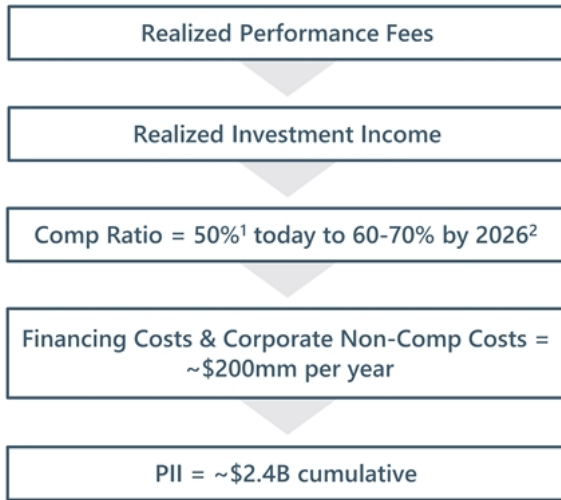 Realized Performance Fees
Realized Investment Income
Comp Ratio = 50%¹ today to 60-70% by 2026²
Financing Costs & Corporate Non-Comp Costs =
~$200mm per year
PII = ~$2.4B cumulative